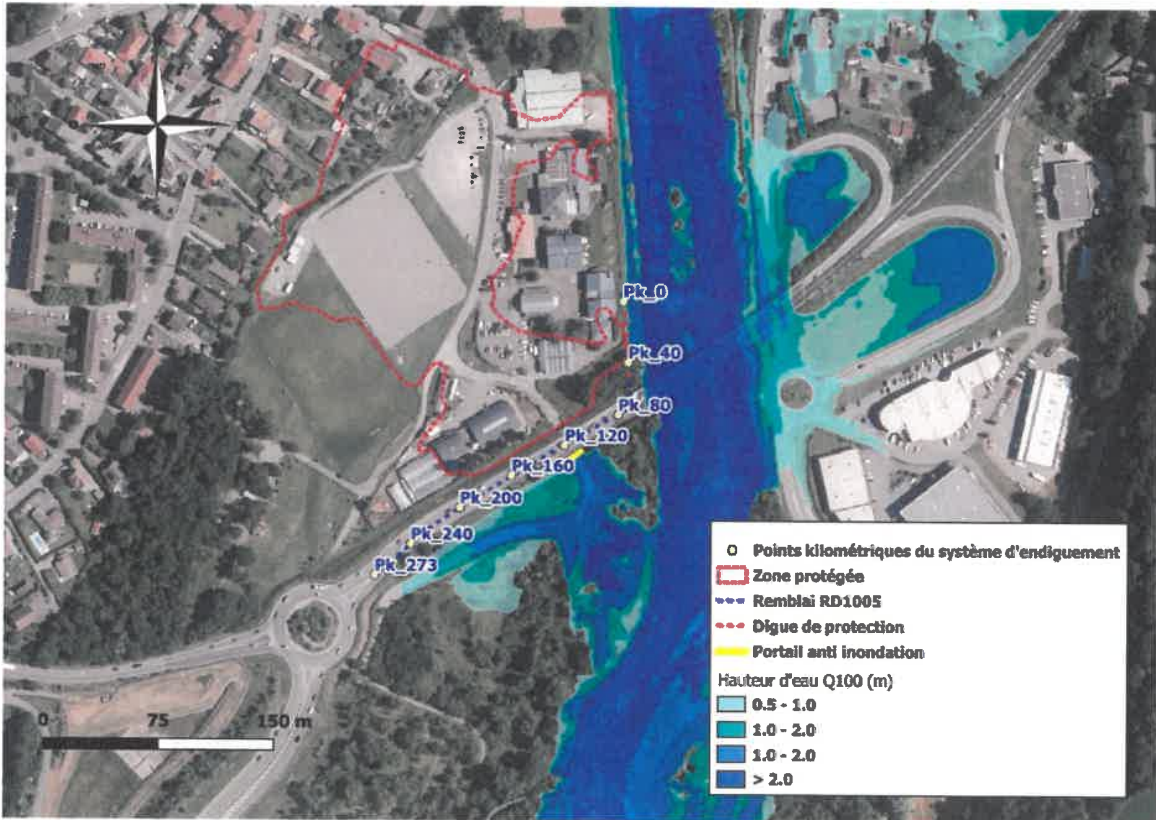 Pk_0
Pk_40
Pk_80
Pk_120
Pk_160
Pk_200
Pk_240
Pk_273
Points kilométriques du système d'endiguement
Zone protégée
Remblai RD1005
Digue de protection
Portail anti inondation
Hauteur d'eau Q100 (m)
0.5 - 1.0
1.0 - 2.0
1.0 - 2.0
> 2.0
0 75 150 m